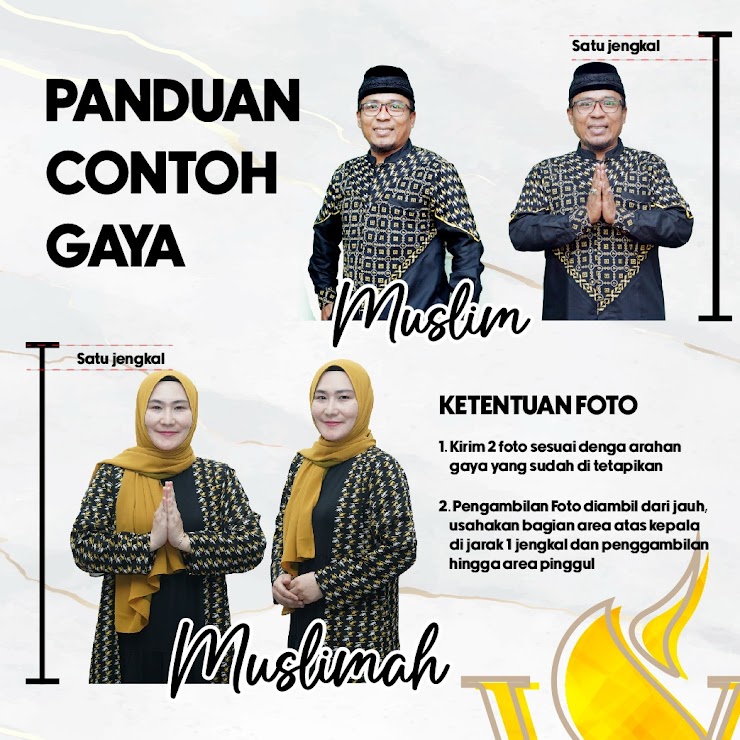 PANDUAN
CONTOH
GAYA
Satu jengkal
Muslim
Satu jengkal
Muslimah
KETENTUAN FOTO
1. Kirim 2 foto sesuai denga arahan
gaya yang sudah di tetapikan
2. Pengambilan Foto diambil dari jauh,
usahakan bagian area atas kepala
di jarak 1 jengkal dan penggambilan
hingga area pinggul